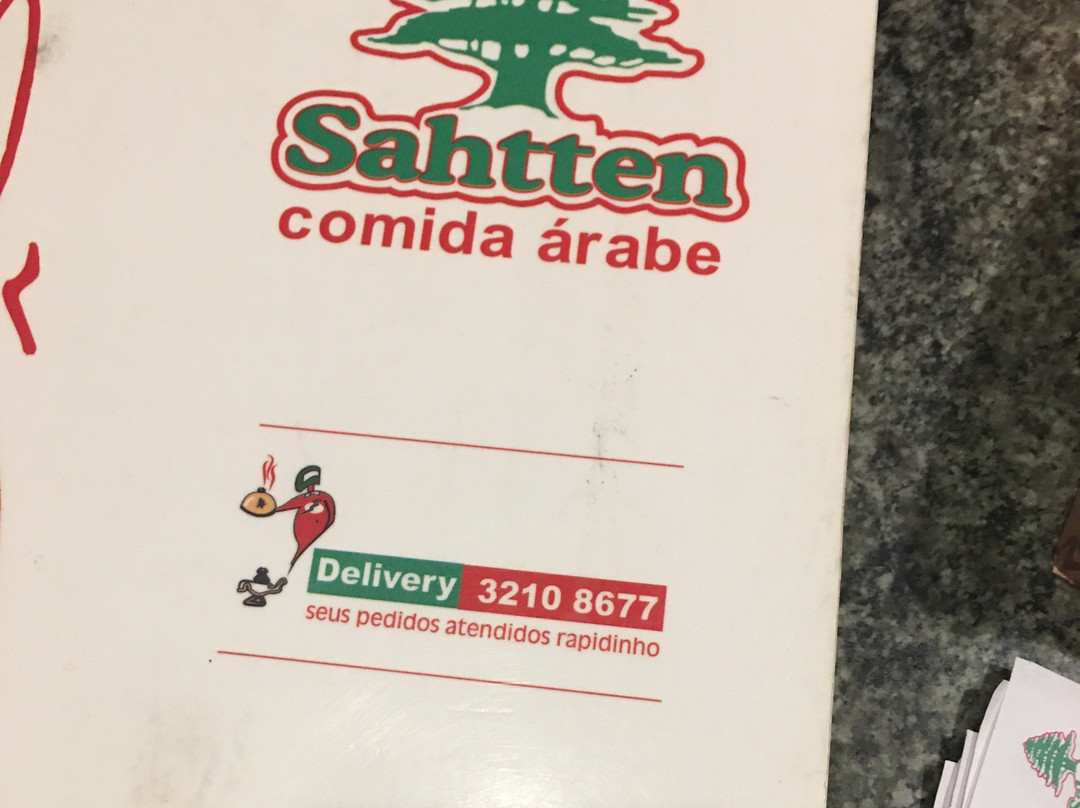 Sahtten
comida árabe
Delivery 3210 8677
seus pedidos atendidos rapidinho